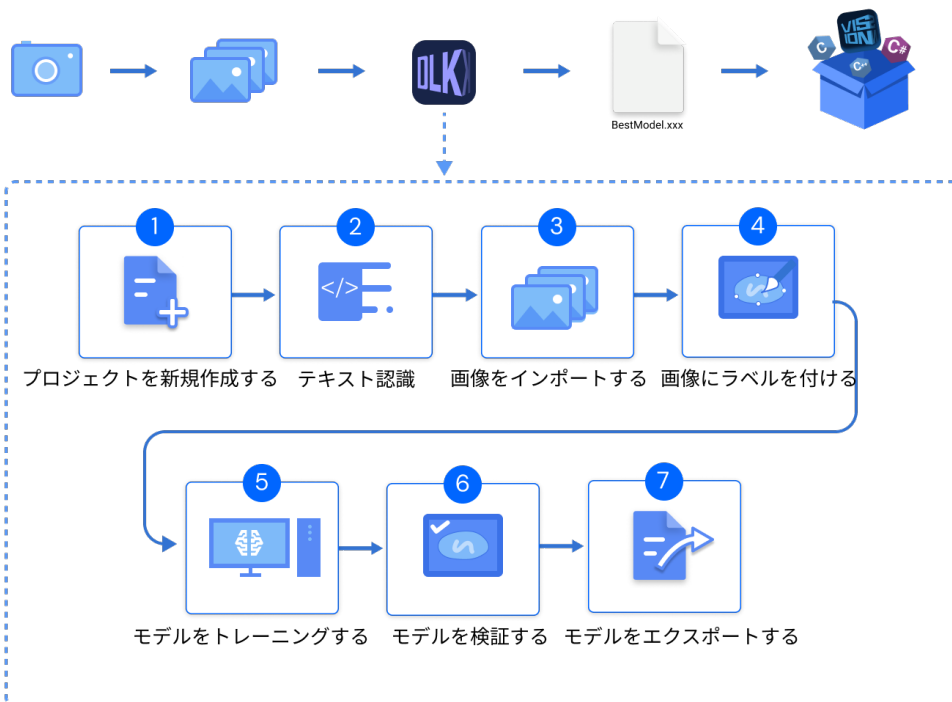 VISION
C
C#
C++
DLK
BestModel.xxx
1
2
3
4
</>
プロジェクトを新規作成する
テキスト認識
画像をインポートする
画像にラベルを付ける
5
6
7
モデルをトレーニングする
モデルを検証する
モデルをエクスポートする